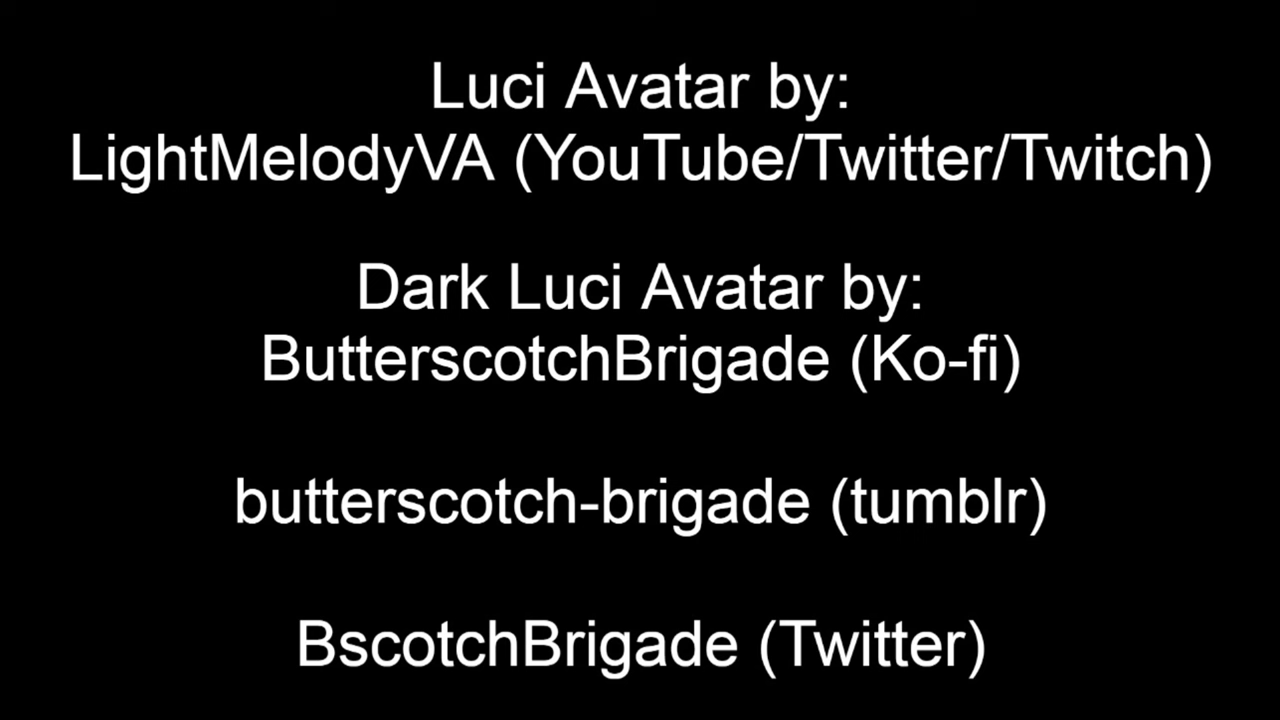 Luci Avatar by:
LightMelodyVA (YouTube/Twitter/Twitch)
Dark Luci Avatar by:
ButterscotchBrigade (Ko-fi)
butterscotch-brigade (tumblr)
BscotchBrigade (Twitter)